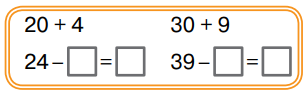 20 + 4 30 + 9
24 – □ = □ 39 – □ = □